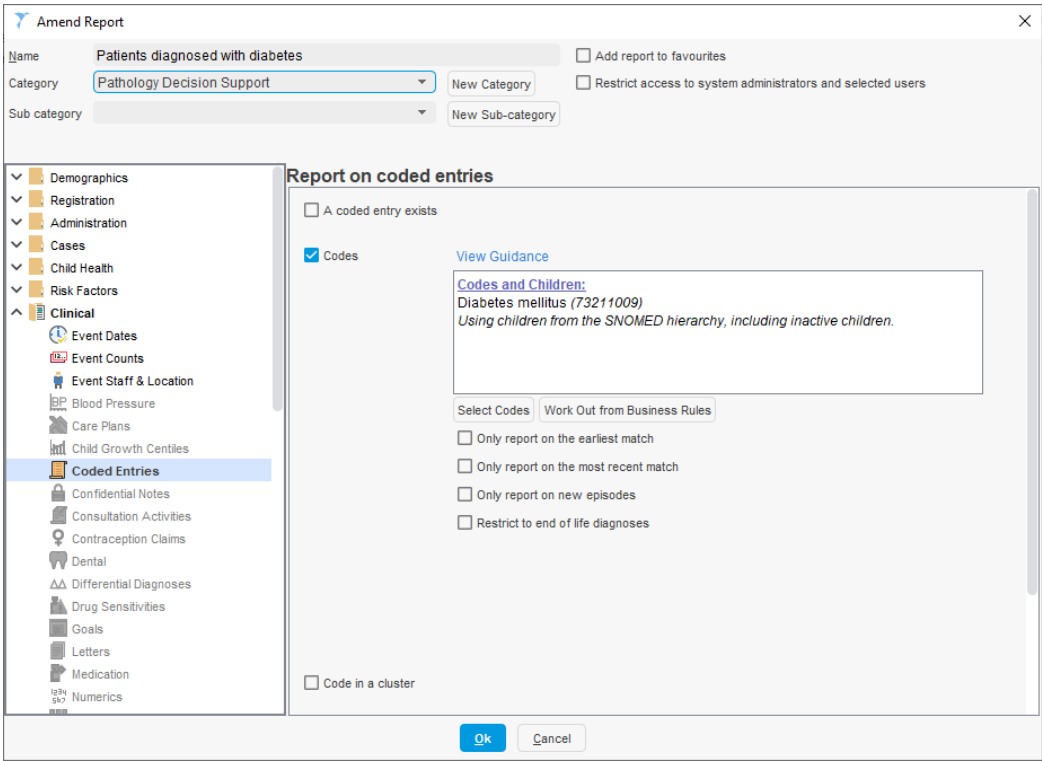 Amend Report
Name Patients diagnosed with diabetes Add report to favourites
Category Pathology Decision Support New Category Restrict access to system administrators and selected users
Sub category New Sub-category
Demographics
Registration
Administration
Cases
Child Health
Risk Factors
Clinical
Event Dates
Event Counts
Event Staff & Location
BP Blood Pressure
Care Plans
Child Growth Centiles
Coded Entries
Confidential Notes
Consultation Activities
Contraception Claims
Dental
Differential Diagnoses
Drug Sensitivities
Goals
Letters
Medication
Numerics
Report on coded entries
A coded entry exists
Codes View Guidance
Codes and Children:
Diabetes mellitus (73211009)
Using children from the SNOMED hierarchy, including inactive children.
Select Codes Work Out from Business Rules
Only report on the earliest match
Only report on the most recent match
Only report on new episodes
Restrict to end of life diagnoses
Code in a cluster
Ok Cancel